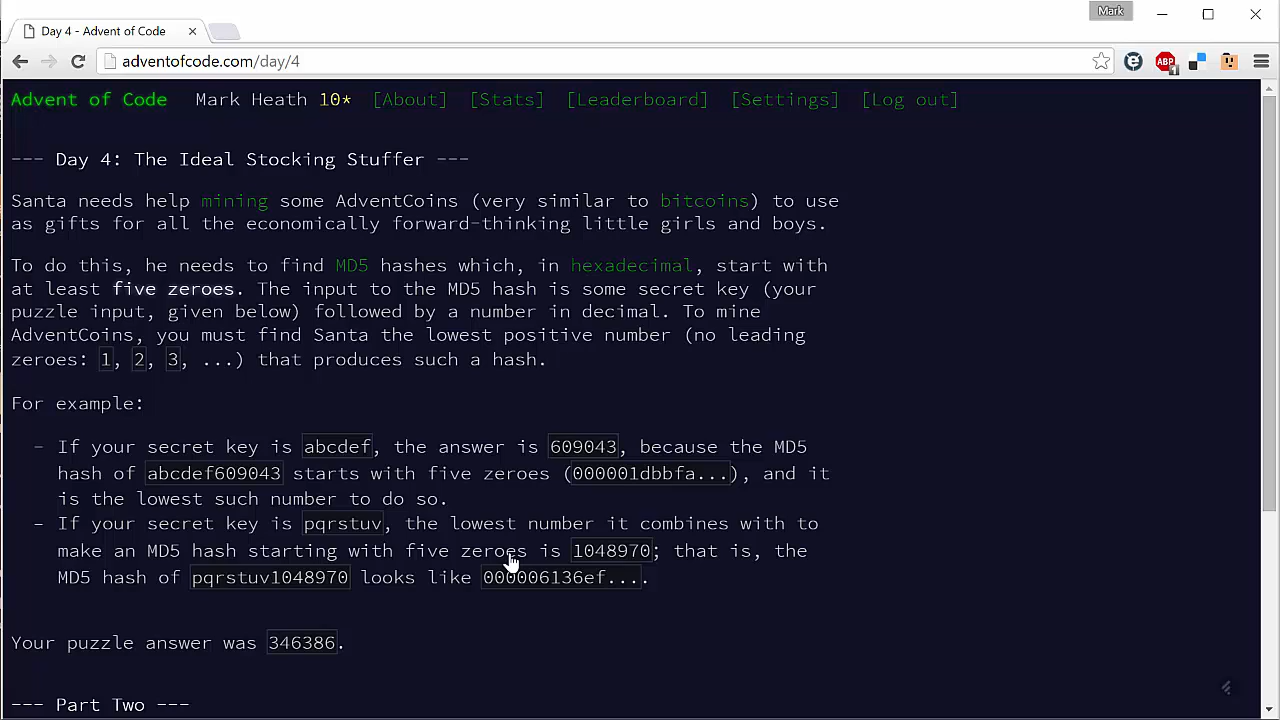 Mark
Day 4 - Advent of Code
adventofcode.com/day/4
ABP
1
Advent of Code Mark Heath 10* [About] [Stats] [Leaderboard] [Settings] [Log out]
--- Day 4: The Ideal Stocking Stuffer ---
Santa needs help mining some AdventCoins (very similar to bitcoins) to use
as gifts for all the economically forward-thinking little girls and boys.
To do this, he needs to find MD5 hashes which, in hexadecimal, start with
at least five zeroes. The input to the MD5 hash is some secret key (your
puzzle input, given below) followed by a number in decimal. To mine
AdventCoins, you must find Santa the lowest positive number (no leading
zeroes: 1, 2, 3, ...) that produces such a hash.
For example:
- If your secret key is abcdef, the answer is 609043, because the MD5
hash of abcdef609043 starts with five zeroes (000001dbbfa...), and it
is the lowest such number to do so.
- If your secret key is pqrstuv, the lowest number it combines with to
make an MD5 hash starting with five zeroes is 1048970; that is, the
MD5 hash of pqrstuv1048970 looks like 000006136ef....
Your puzzle answer was 346386.
--- Part Two ---